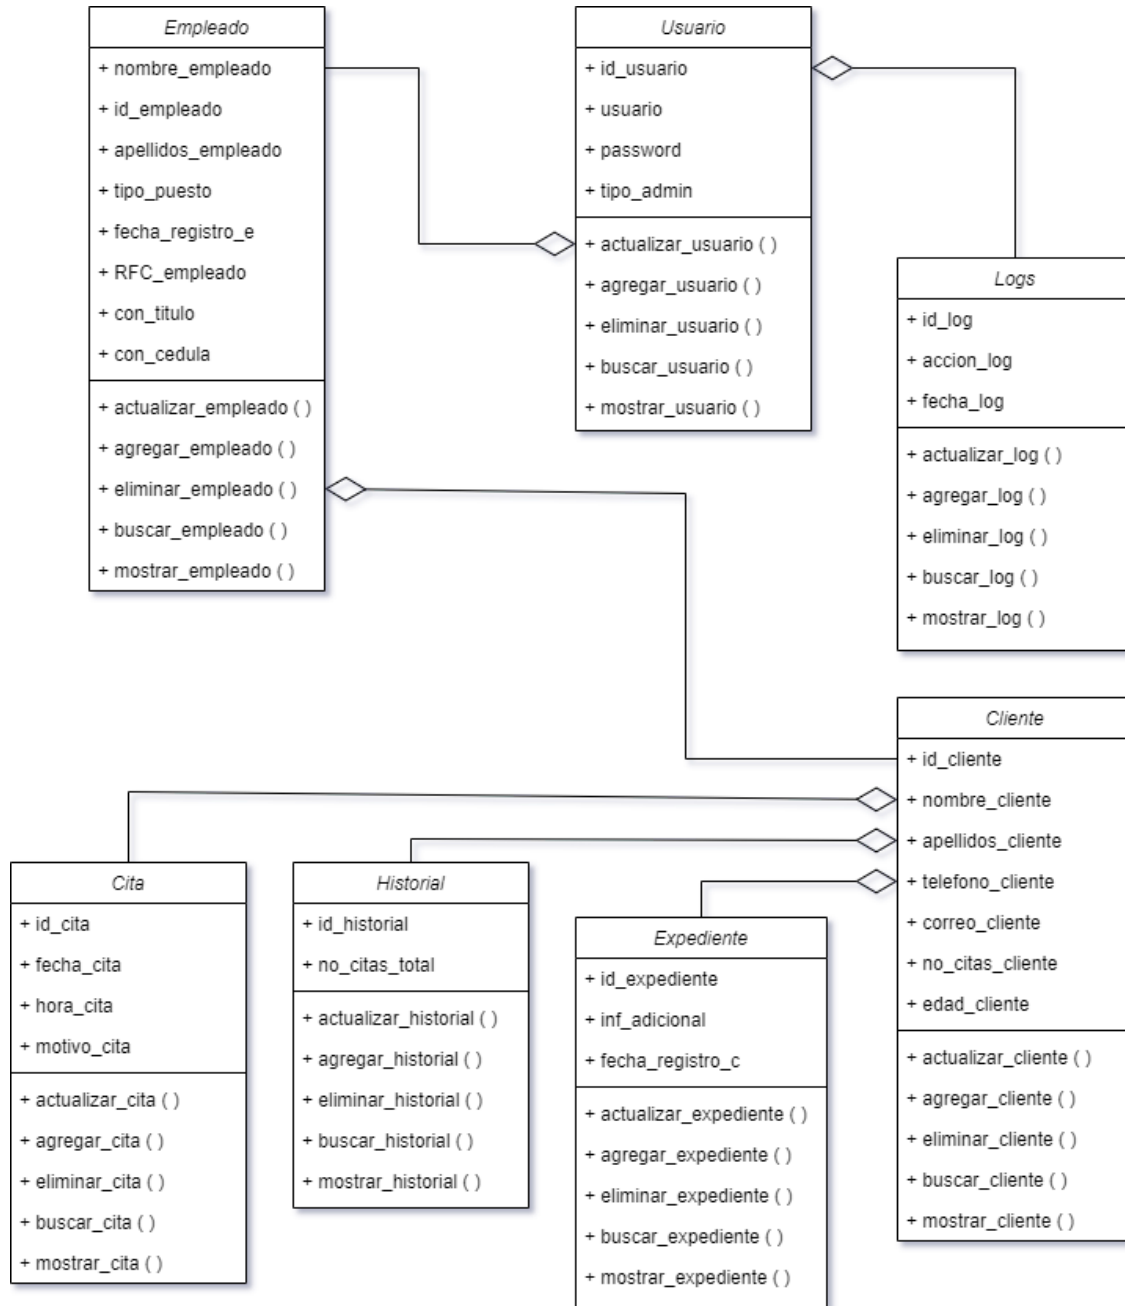 Empleado
+ nombre_empleado
+ id_empleado
+ apellidos_empleado
+ tipo_puesto
+ fecha_registro_e
+ RFC_empleado
+ con_titulo
+ con_cedula
+ actualizar_empleado ( )
+ agregar_empleado ( )
+ eliminar_empleado ( )
+ buscar_empleado ( )
+ mostrar_empleado ( )
Usuario
+ id_usuario
+ usuario
+ password
+ tipo_admin
+ actualizar_usuario ( )
+ agregar_usuario ( )
+ eliminar_usuario ( )
+ buscar_usuario ( )
+ mostrar_usuario ( )
Logs
+ id_log
+ accion_log
+ fecha_log
+ actualizar_log ( )
+ agregar_log ( )
+ eliminar_log ( )
+ buscar_log ( )
+ mostrar_log ( )
Cliente
+ id_cliente
+ nombre_cliente
+ apellidos_cliente
+ telefono_cliente
+ correo_cliente
+ no_citas_cliente
+ edad_cliente
+ actualizar_cliente ( )
+ agregar_cliente ( )
+ eliminar_cliente ( )
+ buscar_cliente ( )
+ mostrar_cliente ( )
Cita
+ id_cita
+ fecha_cita
+ hora_cita
+ motivo_cita
+ actualizar_cita ( )
+ agregar_cita ( )
+ eliminar_cita ( )
+ buscar_cita ( )
+ mostrar_cita ( )
Historial
+ id_historial
+ no_citas_total
+ actualizar_historial ( )
+ agregar_historial ( )
+ eliminar_historial ( )
+ buscar_historial ( )
+ mostrar_historial ( )
Expediente
+ id_expediente
+ inf_adicional
+ fecha_registro_c
+ actualizar_expediente ( )
+ agregar_expediente ( )
+ eliminar_expediente ( )
+ buscar_expediente ( )
+ mostrar_expediente ( )